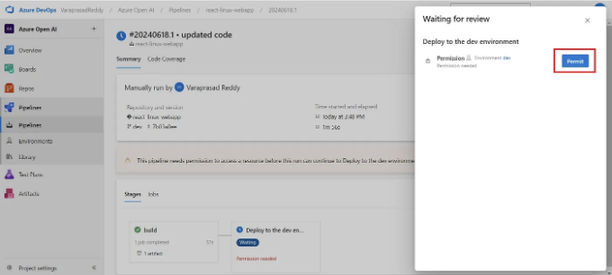 Azure DevOps VaraprasadReddy / Azure Open AI / Pipelines / react-linux-webapp / 20240618.1
Azure Open AI +
Overview
Boards
Repos
Pipelines
Pipelines
Environments
Library
Test Plans
Artifacts
Project settings
#20240618.1 • updated code
react-linux-webapp
Summary Code Coverage
Manually run by Varaprasad Reddy
Repository and version
react-linux-webapp
dev
Time started and elapsed
Today at 3:48 PM
1m 56s
This pipeline needs permission to access a resource before this run can continue to Deploy to the dev environme
Stages Jobs
build
1 job completed
1 artifact
Deploy to the dev en...
Waiting
Permission needed
Waiting for review
Deploy to the dev environment
Permission Environment dev
Permission needed
Permit